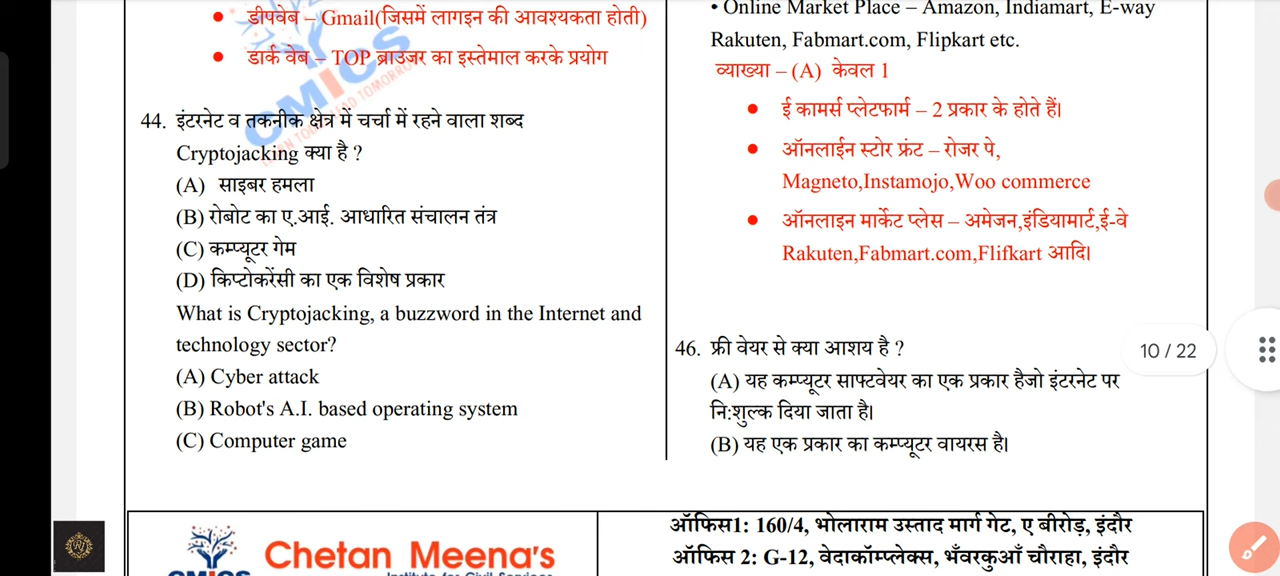 डीपवेब – Gmail(जिसमें लागइन की आवश्यकता होती)
डार्क वेब – TOP ब्राउजर का इस्तेमाल करके प्रयोग
44. इंटरनेट व तकनीक क्षेत्र में चर्चा में रहने वाला शब्द
Cryptojacking क्या है ?
(A) साइबर हमला
(B) रोबोट का ए.आई. आधारित संचालन तंत्र
(C) कम्प्यूटर गेम
(D) किप्टोकरेंसी का एक विशेष प्रकार
What is Cryptojacking, a buzzword in the Internet and
technology sector?
(A) Cyber attack
(B) Robot's A.I. based operating system
(C) Computer game
• Online Market Place – Amazon, Indiamart, E-way
Rakuten, Fabmart.com, Flipkart etc.
व्याख्या – (A) केवल 1
ई कामर्स प्लेटफार्म – 2 प्रकार के होते हैं।
ऑनलाईन स्टोर फ्रंट – रोजर पे,
Magneto,Instamojo,Woo commerce
ऑनलाइन मार्केट प्लेस – अमेजन,इंडियामार्ट,ई-वे
Rakuten,Fabmart.com,Flifkart आदि।
46. फ्री वेयर से क्या आशय है ?
(A) यह कम्प्यूटर साफ्टवेयर का एक प्रकार हैजो इंटरनेट पर
नि:शुल्क दिया जाता है।
(B) यह एक प्रकार का कम्प्यूटर वायरस है।
10 / 22
CMICS
Chetan Meena's
Institute for Civil Services
ऑफिस1: 160/4, भोलाराम उस्ताद मार्ग गेट, ए बीरोड़, इंदौर
ऑफिस 2: G-12, वेदाकॉम्प्लेक्स, भँवरकुआँ चौराहा, इंदौर